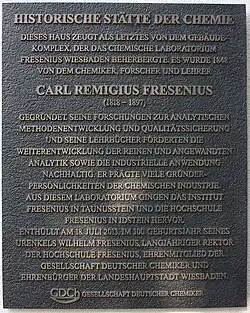 HISTORISCHE STÄTTE DER CHEMIE
DIESES HAUS ZEUGT ALS LETZTES VON DEM GEBÄUDE-
KOMPLEX, DER DAS CHEMISCHE LABORATORIUM
FRESENIUS WIESBADEN BEHERBERGTE. ES WURDE 1848
VON DEM CHEMIKER, FORSCHER UND LEHRER
CARL REMIGIUS FRESENIUS
(1818 – 1897)
GEGRÜNDET. SEINE FORSCHUNGEN ZUR ANALYTISCHEN
METHODENENTWICKLUNG UND QUALITÄTSSICHERUNG
UND SEINE LEHRBÜCHER FÖRDERTEN DIE
WEITERENTWICKLUNG DER REINEN UND ANGEWANDTEN
ANALYTIK SOWIE DIE INDUSTRIELLE ANWENDUNG
NACHHALTIG. ER PRÄGTE VIELE GRÜNDER-
PERSÖNLICHKEITEN DER CHEMISCHEN INDUSTRIE.
AUS DIESEM LABORATORIUM GINGEN DAS INSTITUT
FRESENIUS IN TAUNUSSTEIN UND DIE HOCHSCHULE
FRESENIUS IN IDSTEIN HERVOR.
ENTHÜLLT AM 18. JULI 2013, IM 100. GEBURTSJAHR SEINES
URENKELS WILHELM FRESENIUS, LANGJÄHRIGER REKTOR
DER HOCHSCHULE FRESENIUS, EHRENMITGLIED DER
GESELLSCHAFT DEUTSCHER CHEMIKER UND
EHRENBÜRGER DER LANDESHAUPTSTADT WIESBADEN.
GDCh GESELLSCHAFT DEUTSCHER CHEMIKER